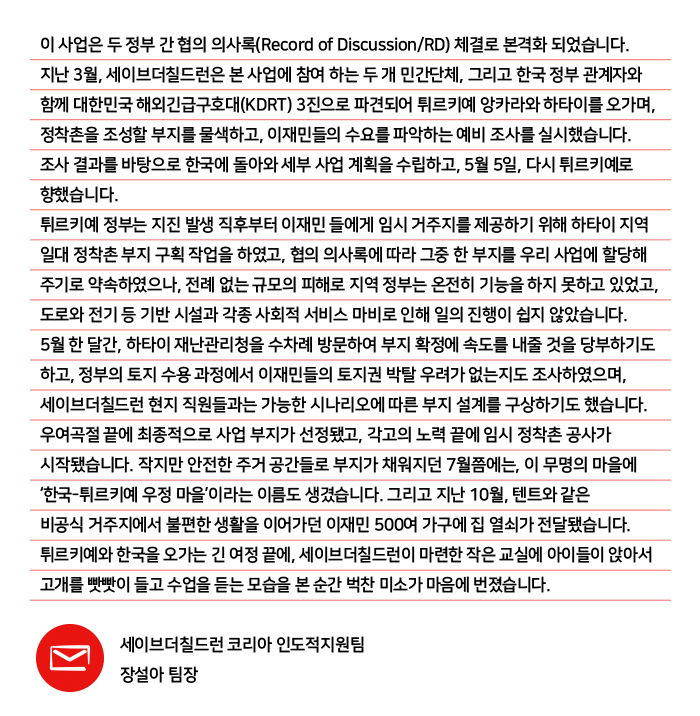 이 사업은 두 정부 간 협의 의사록(Record of Discussion/RD) 체결로 본격화 되었습니다.
지난 3월, 세이브더칠드런은 본 사업에 참여 하는 두 개 민간단체, 그리고 한국 정부 관계자와
함께 대한민국 해외긴급구호대(KDRT) 3진으로 파견되어 튀르키예 앙카라와 하타이를 오가며,
정착촌을 조성할 부지를 물색하고, 이재민들의 수요를 파악하는 예비 조사를 실시했습니다.
조사 결과를 바탕으로 한국에 돌아와 세부 사업 계획을 수립하고, 5월 5일, 다시 튀르키예로
향했습니다.
튀르키예 정부는 지진 발생 직후부터 이재민 들에게 임시 거주지를 제공하기 위해 하타이 지역
일대 정착촌 부지 구획 작업을 하였고, 협의 의사록에 따라 그중 한 부지를 우리 사업에 할당해
주기로 약속하였으나, 전례 없는 규모의 피해로 지역 정부는 온전히 기능을 하지 못하고 있었고,
도로와 전기 등 기반 시설과 각종 사회적 서비스 마비로 인해 일의 진행이 쉽지 않았습니다.
5월 한 달간, 하타이 재난관리청을 수차례 방문하여 부지 확정에 속도를 내줄 것을 당부하기도
하고, 정부의 토지 수용 과정에서 이재민들의 토지권 박탈 우려가 없는지도 조사하였으며,
세이브더칠드런 현지 직원들과는 가능한 시나리오에 따른 부지 설계를 구상하기도 했습니다.
우여곡절 끝에 최종적으로 사업 부지가 선정됐고, 각고의 노력 끝에 임시 정착촌 공사가
시작됐습니다. 작지만 안전한 주거 공간들로 부지가 채워지던 7월쯤에는, 이 무명의 마을에
‘한국-튀르키예 우정 마을’이라는 이름도 생겼습니다. 그리고 지난 10월, 텐트와 같은
비공식 거주지에서 불편한 생활을 이어가던 이재민 500여 가구에 집 열쇠가 전달됐습니다.
튀르키예와 한국을 오가는 긴 여정 끝에, 세이브더칠드런이 마련한 작은 교실에 아이들이 앉아서
고개를 빳빳이 들고 수업을 듣는 모습을 본 순간 벅찬 미소가 마음에 번졌습니다.
세이브더칠드런 코리아 인도적지원팀
장설아 팀장